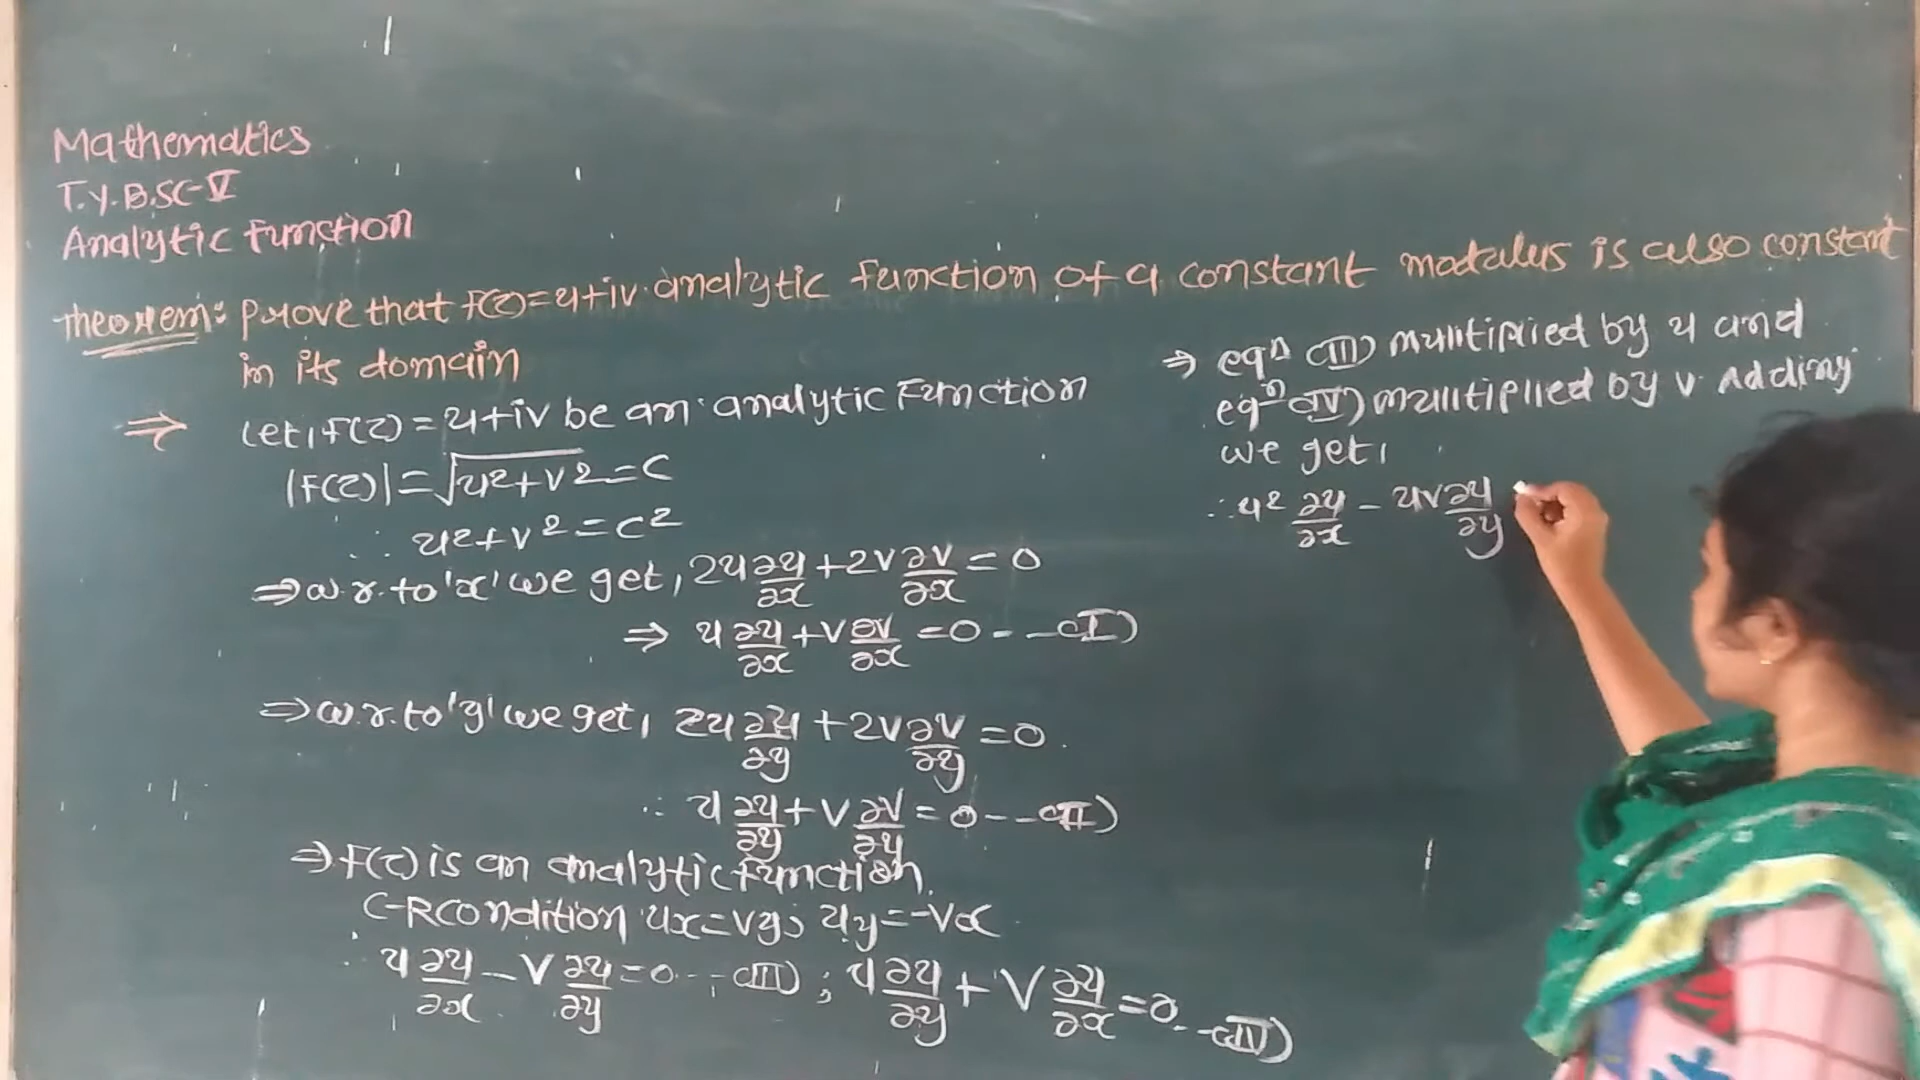 Mathematics
T.Y.B.SC-V
Analytic Function
Theorem: Prove that F(z)=u+iv analytic function of a constant modulus is also constant
in its domain
⇒ Let, F(z)=u+iv be an analytic Function
|F(z)|=√u²+v²=C
∴ u²+v²=C²
⇒w.r.to 'x' we get, 2u ∂u/∂x + 2v ∂v/∂x = 0
⇒ u ∂u/∂x + v ∂v/∂x = 0 --- (I)
⇒w.r.to 'y' we get, 2u ∂u/∂y + 2v ∂v/∂y = 0.
∴ u ∂u/∂y + v ∂v/∂y = 0 --- (II)
⇒F(z) is an analytic function.
C-R Condition ux=vy, uy=-vx
∴ u ∂u/∂x - v ∂u/∂y = 0 --- (III) ; u ∂u/∂y + v ∂u/∂x = 0 --- (IV)
⇒ eqⁿ (III) multiplied by u and
eqⁿ (IV) multiplied by v Adding
we get,
∴ u² ∂u/∂x - uv ∂u/∂y